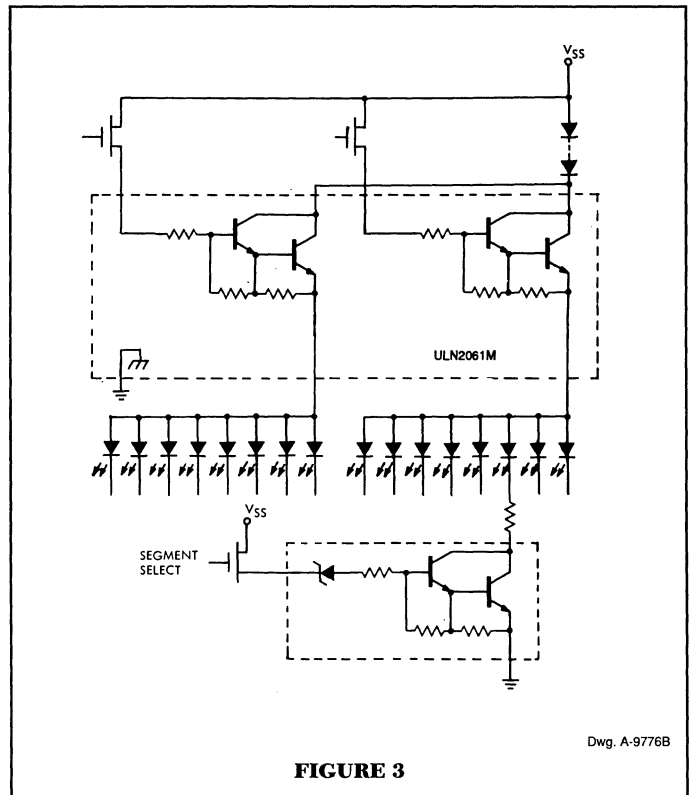 VSS
ULN2061M
VSS
SEGMENT
SELECT
Dwg. A-9776B
FIGURE 3